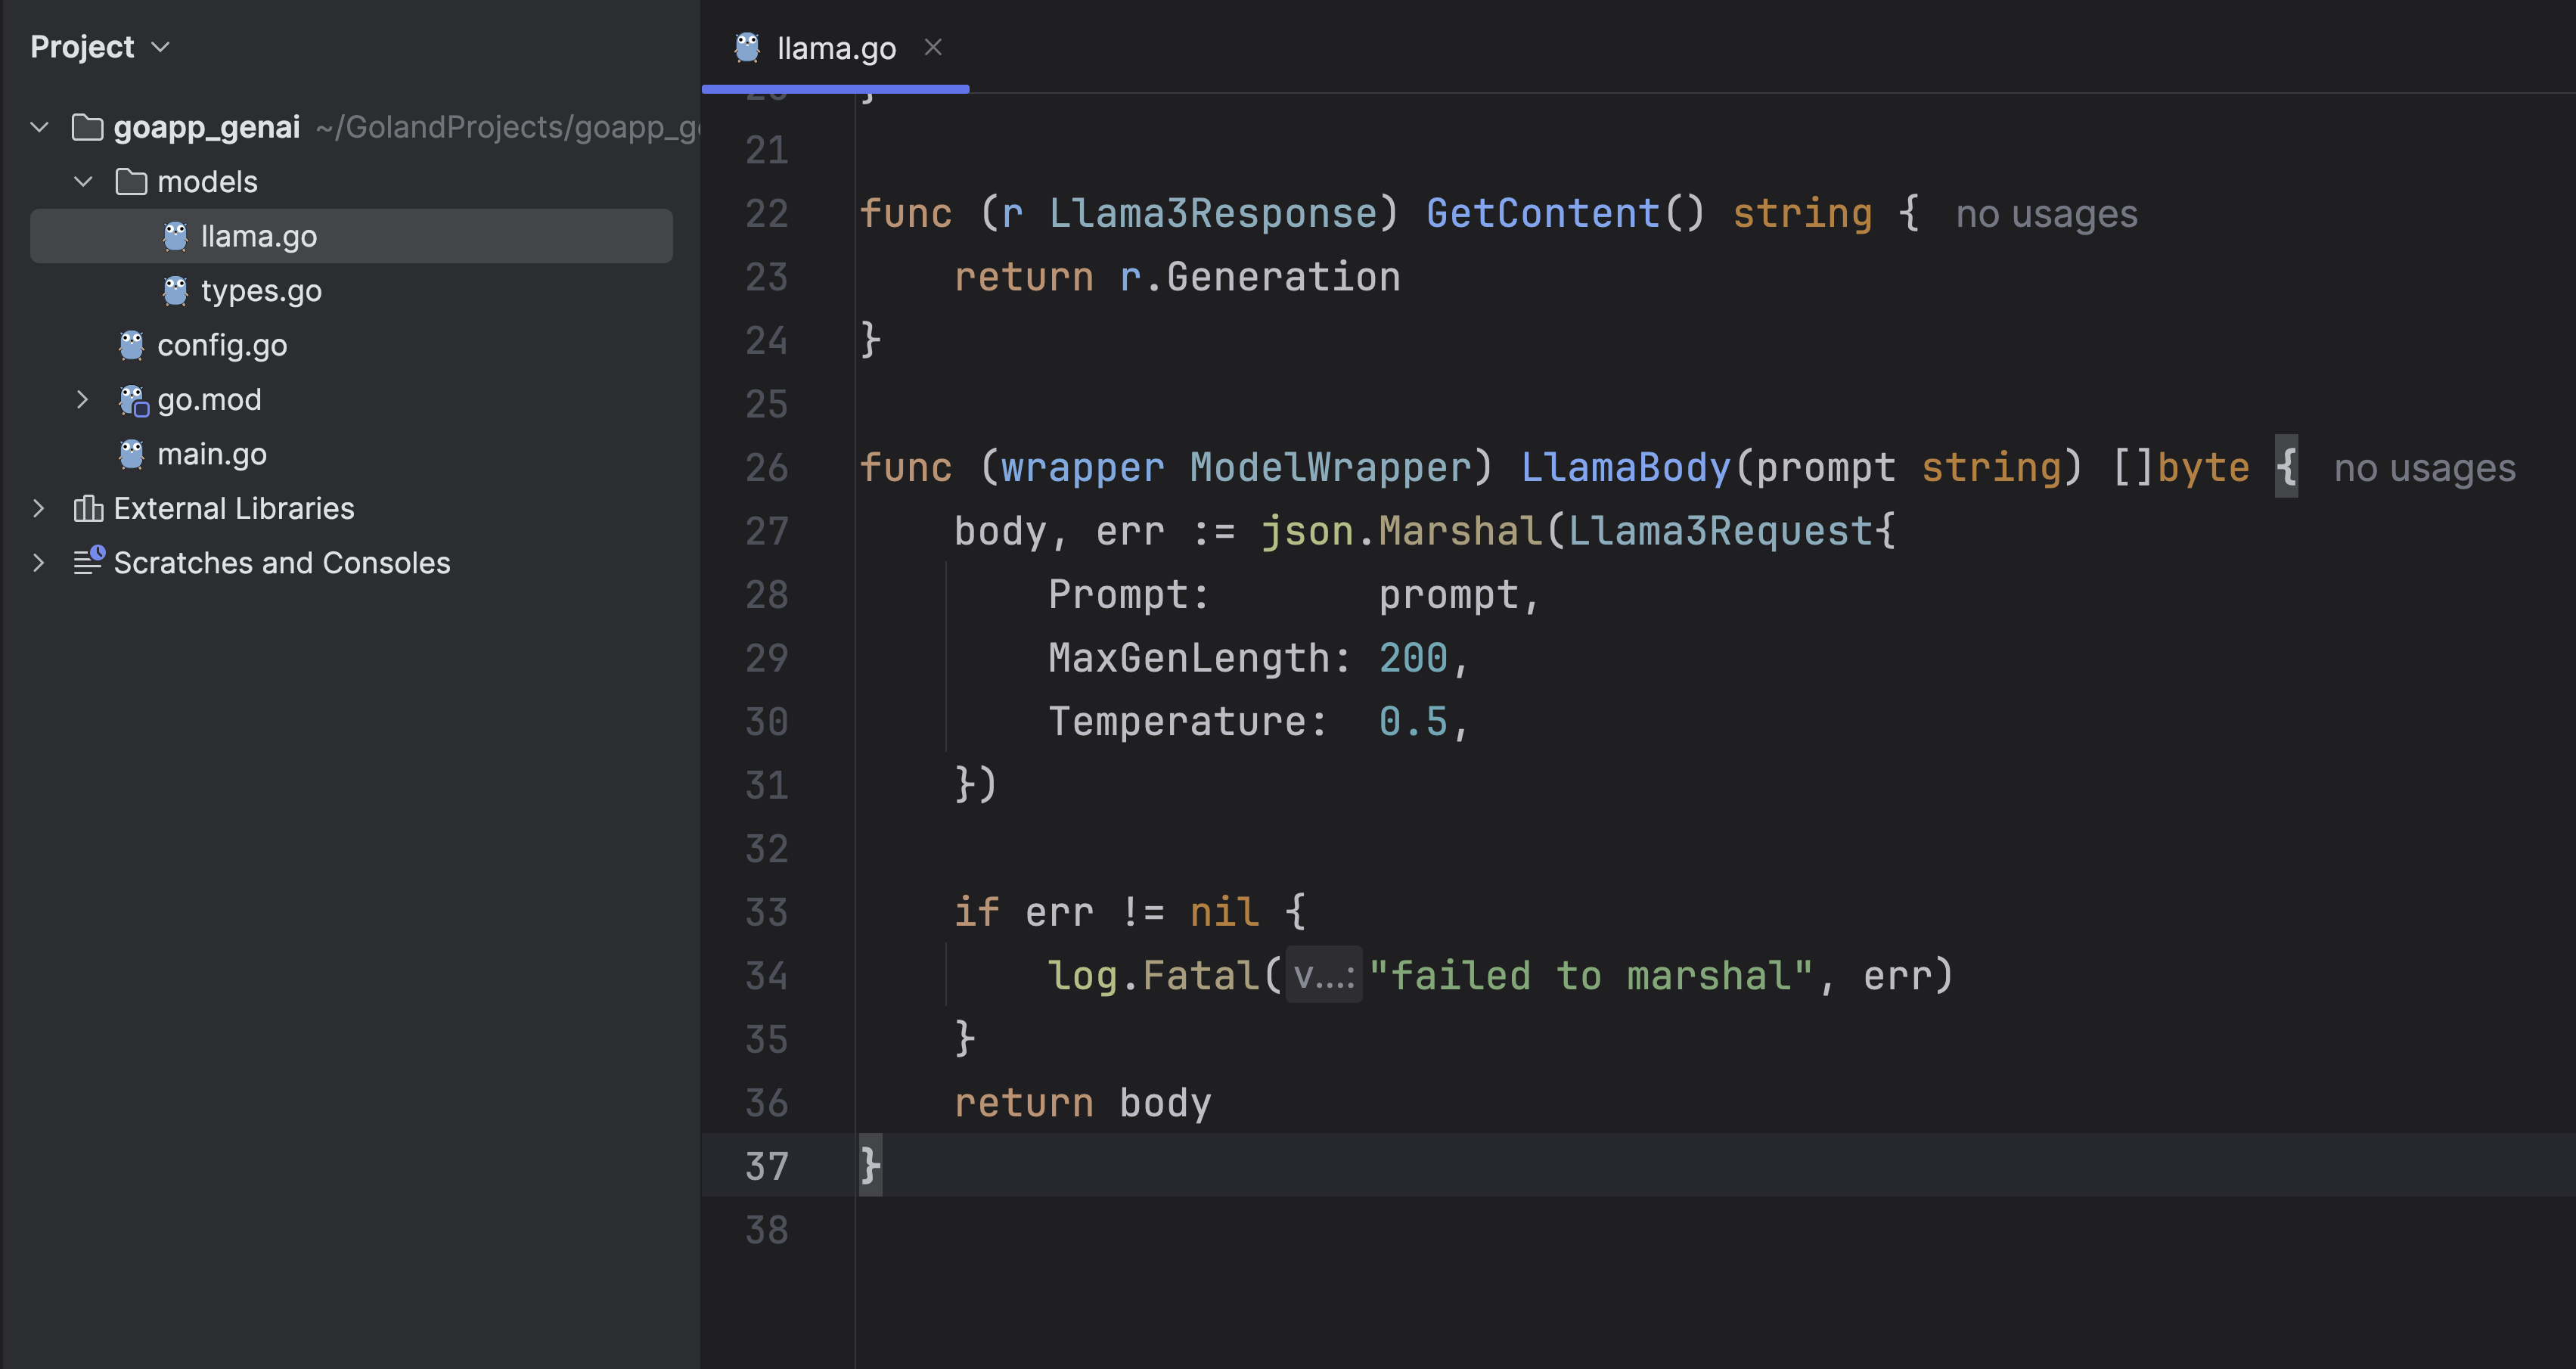 Project
goapp_genai ~/GolandProjects/goapp_g
models
llama.go
types.go
config.go
go.mod
main.go
External Libraries
Scratches and Consoles
llama.go
21
22 func (r Llama3Response) GetContent() string { no usages
23 return r.Generation
24 }
25
26 func (wrapper ModelWrapper) LlamaBody(prompt string) []byte { no usages
27 body, err := json.Marshal(Llama3Request{
28 Prompt: prompt,
29 MaxGenLength: 200,
30 Temperature: 0.5,
31 })
32
33 if err != nil {
34 log.Fatal(v...: "failed to marshal", err)
35 }
36 return body
37 }
38